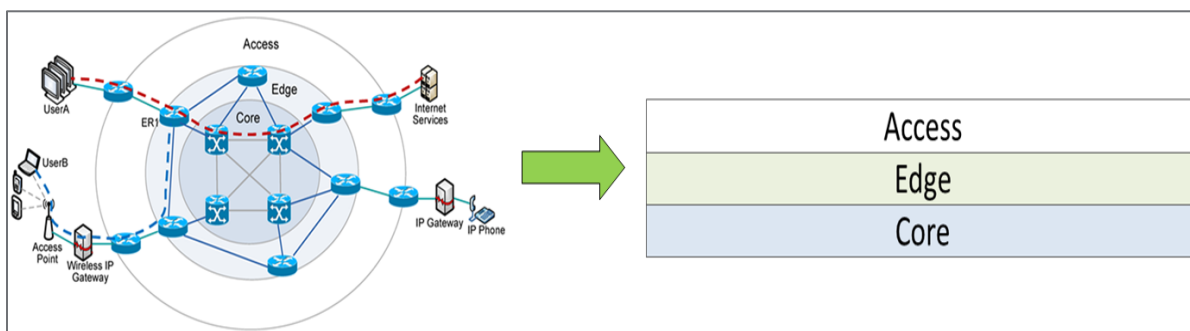 Access
Edge
Core
UserA
ER1
Internet
Services
UserB
Access
Point
Wireless IP
Gateway
IP Gateway
IP Phone
Access
Edge
Core